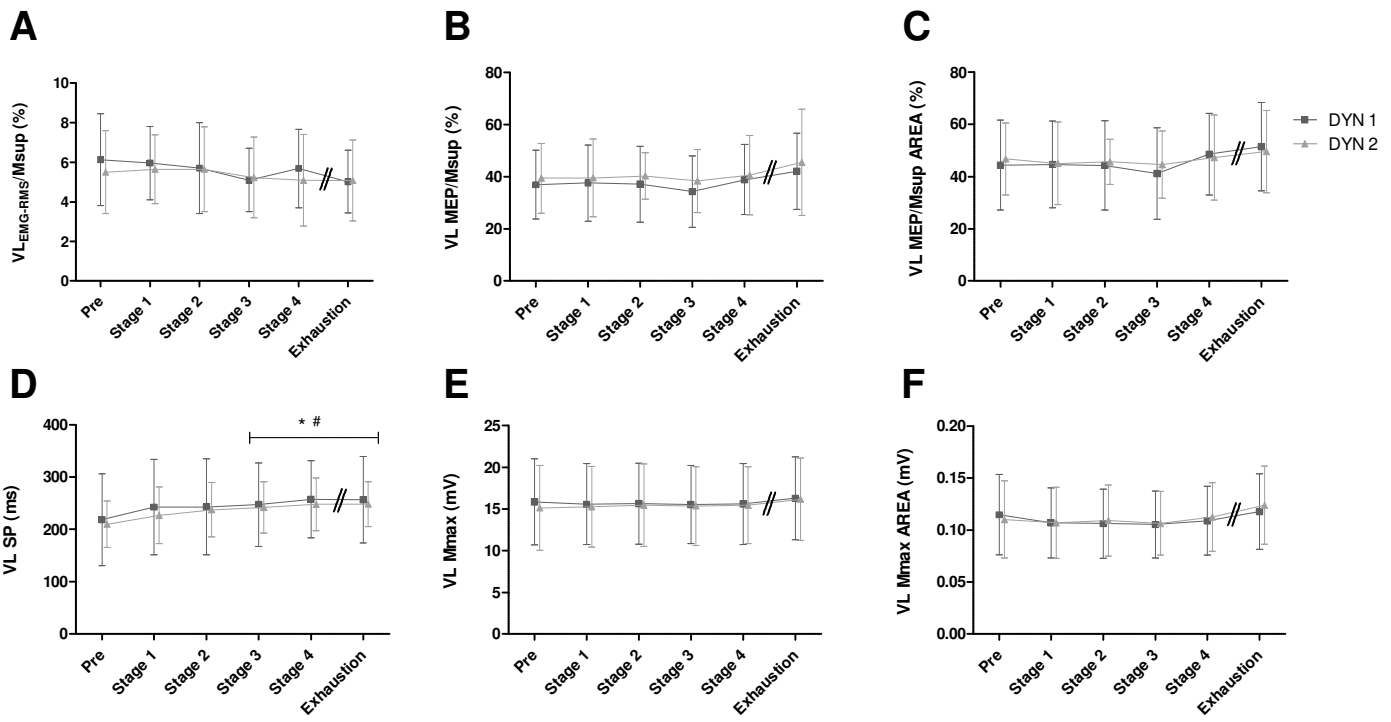 A
B
C
VL EMG-RMS/Msup (%)
10
8
6
4
2
0
Pre
Stage 1
Stage 2
Stage 3
Stage 4
Exhaustion
VL MEP/Msup (%)
80
60
40
20
0
Pre
Stage 1
Stage 2
Stage 3
Stage 4
Exhaustion
VL MEP/Msup AREA (%)
80
60
40
20
0
Pre
Stage 1
Stage 2
Stage 3
Stage 4
Exhaustion
DYN 1
DYN 2
D
E
F
VL SP (ms)
400
300
200
100
0
* #
Pre
Stage 1
Stage 2
Stage 3
Stage 4
Exhaustion
VL Mmax (mV)
25
20
15
10
5
0
Pre
Stage 1
Stage 2
Stage 3
Stage 4
Exhaustion
VL Mmax AREA (mV)
0.20
0.15
0.10
0.05
0.00
Pre
Stage 1
Stage 2
Stage 3
Stage 4
Exhaustion